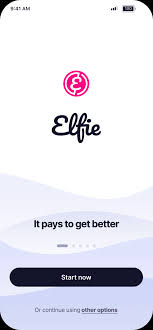 9:41 AM
Elfie
It pays to get better
Start now
Or continue using other options